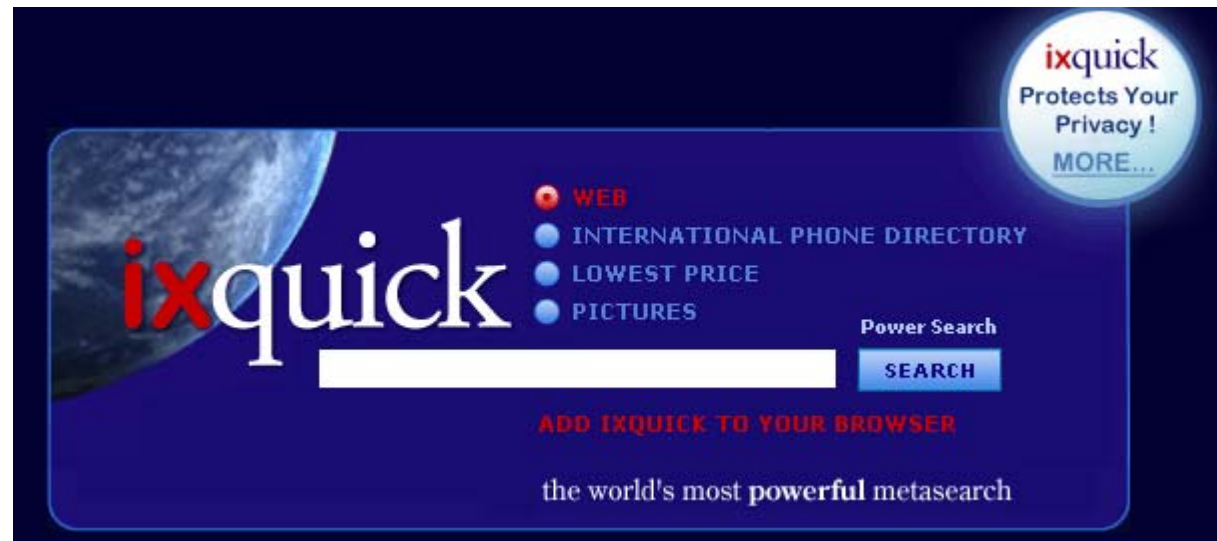 ixquick
Protects Your
Privacy !
MORE...
WEB
INTERNATIONAL PHONE DIRECTORY
LOWEST PRICE
PICTURES
ixquick
Power Search
SEARCH
ADD IXQUICK TO YOUR BROWSER
the world's most powerful metasearch